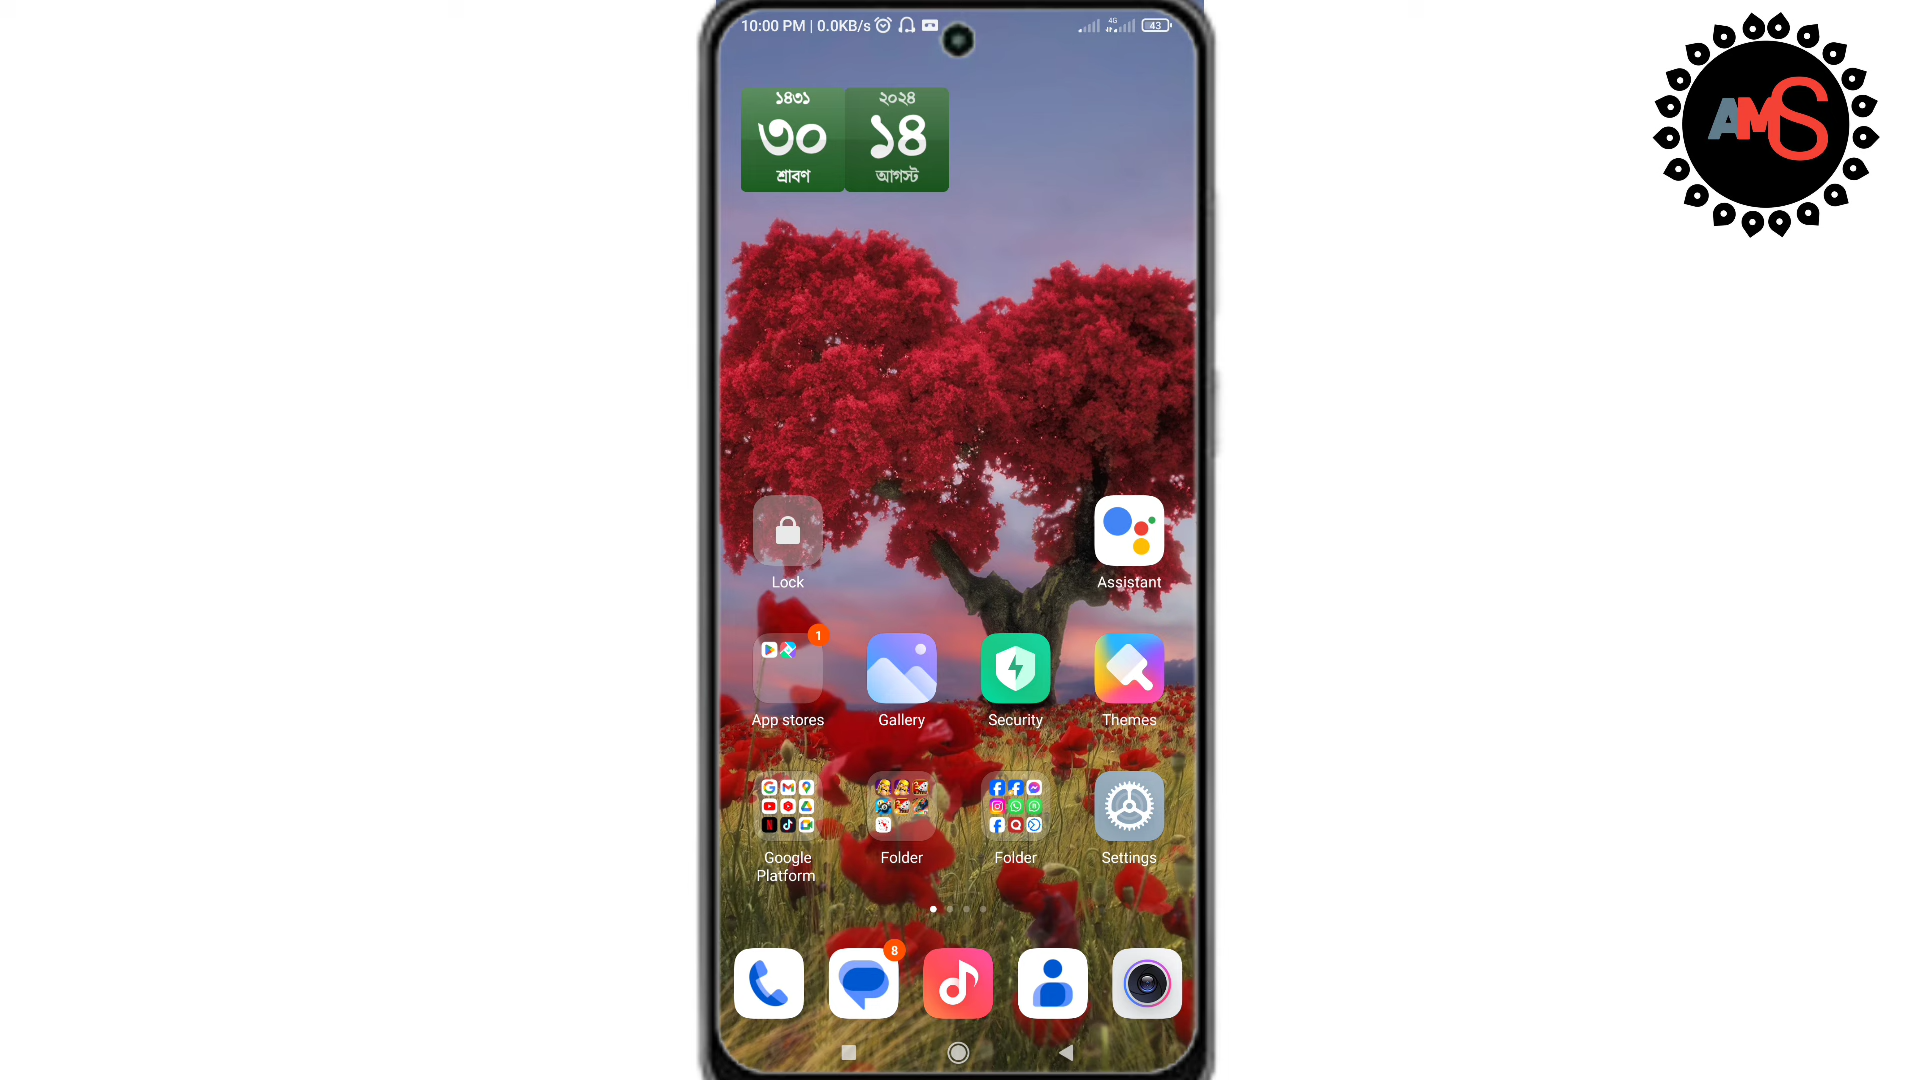 10:00 PM | 0.0KB/s
4G
43
AMS
১৪৩১
২০২৪
৩০
১৪
শ্রাবণ
আগস্ট
Lock
Assistant
1
App stores
Gallery
Security
Themes
Google
Platform
Folder
Folder
Settings
8